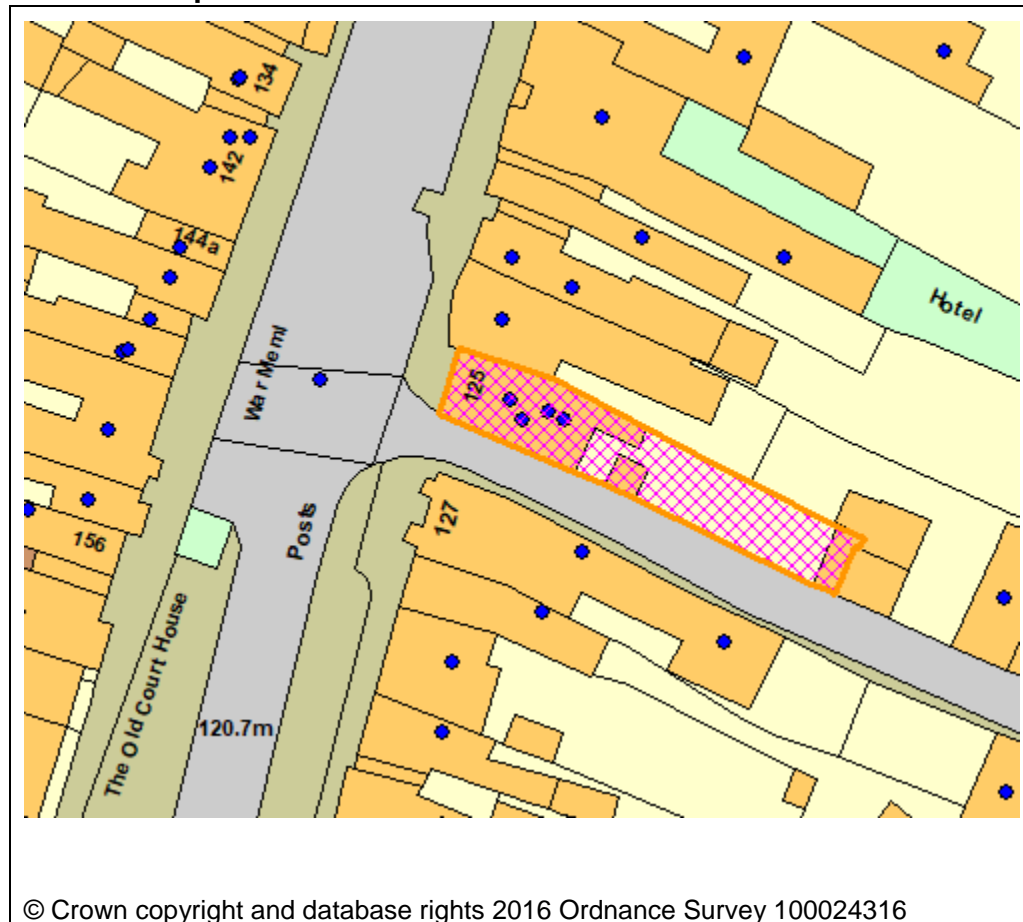 134
142
144a
Hotel
War Meml
125
127
Posts
156
The Old Court House
120.7m
© Crown copyright and database rights 2016 Ordnance Survey 100024316